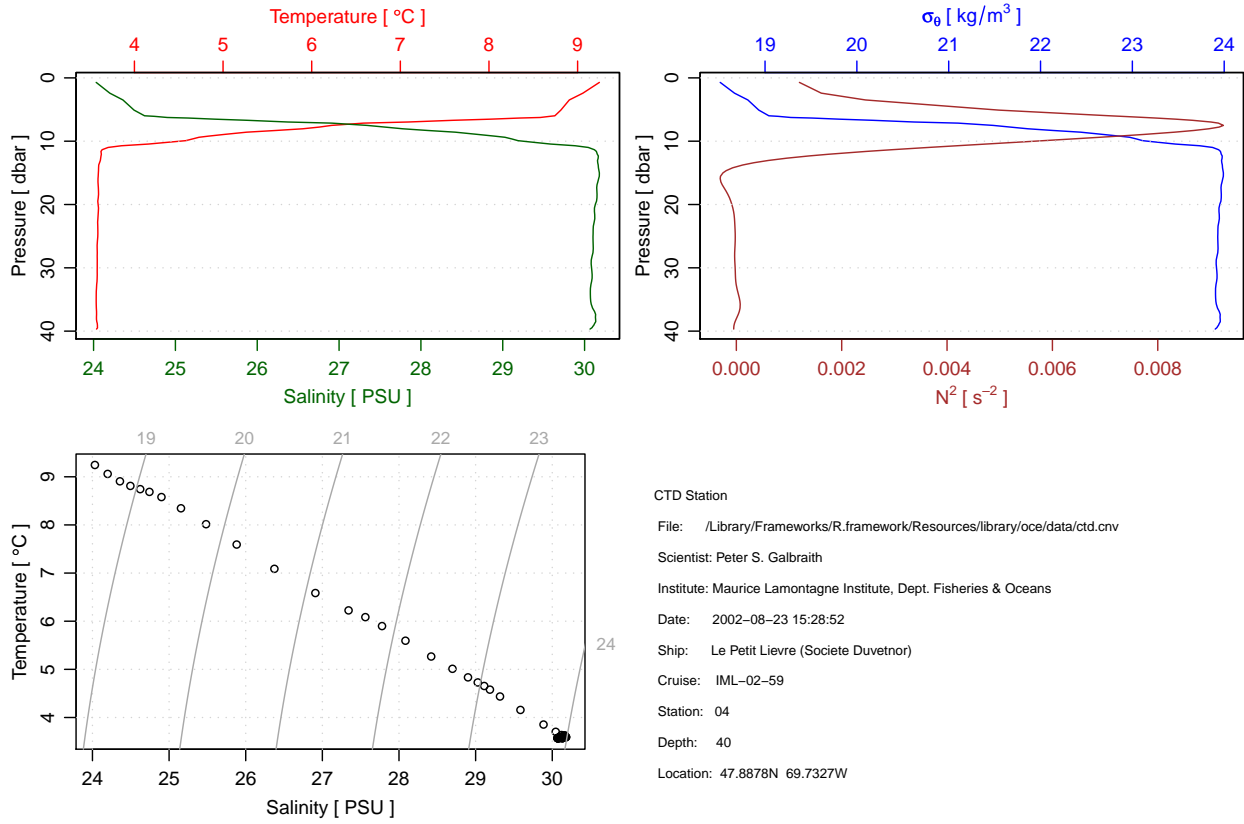 Temperature [ °C ]
4 5 6 7 8 9
0 10 20 30 40
Pressure [ dbar ]
24 25 26 27 28 29 30
Salinity [ PSU ]
σθ [ kg/m³ ]
19 20 21 22 23 24
0 10 20 30 40
Pressure [ dbar ]
0.000 0.002 0.004 0.006 0.008
N² [ s⁻² ]
19 20 21 22 23
24
4 5 6 7 8 9
Temperature [ °C ]
24 25 26 27 28 29 30
Salinity [ PSU ]
CTD Station
File: /Library/Frameworks/R.framework/Resources/library/oce/data/ctd.cnv
Scientist: Peter S. Galbraith
Institute: Maurice Lamontagne Institute, Dept. Fisheries & Oceans
Date: 2002−08−23 15:28:52
Ship: Le Petit Lievre (Societe Duvetnor)
Cruise: IML−02−59
Station: 04
Depth: 40
Location: 47.8878N 69.7327W